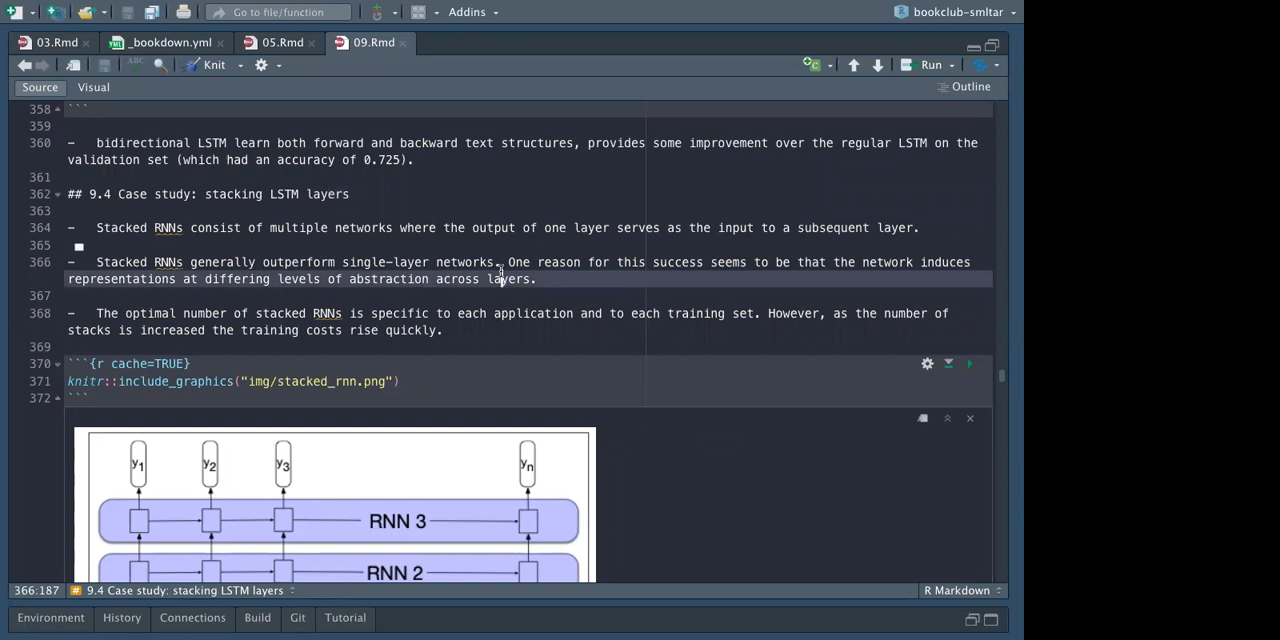 Go to file/function
Addins
bookclub-smltar
03.Rmd
_bookdown.yml
05.Rmd
09.Rmd
ABC
Knit
Run
Source
Visual
Outline
358 ```
359
360 - bidirectional LSTM learn both forward and backward text structures, provides some improvement over the regular LSTM on the
validation set (which had an accuracy of 0.725).
361
362 ## 9.4 Case study: stacking LSTM layers
363
364 - Stacked RNNs consist of multiple networks where the output of one layer serves as the input to a subsequent layer.
365
366 - Stacked RNNs generally outperform single-layer networks. One reason for this success seems to be that the network induces
representations at differing levels of abstraction across layers.
367
368 - The optimal number of stacked RNNs is specific to each application and to each training set. However, as the number of
stacks is increased the training costs rise quickly.
369
370 ```{r cache=TRUE}
371 knitr::include_graphics("img/stacked_rnn.png")
372 ```
y1 y2 y3 yn
RNN 3
RNN 2
366:187 # 9.4 Case study: stacking LSTM layers
R Markdown
Environment History Connections Build Git Tutorial